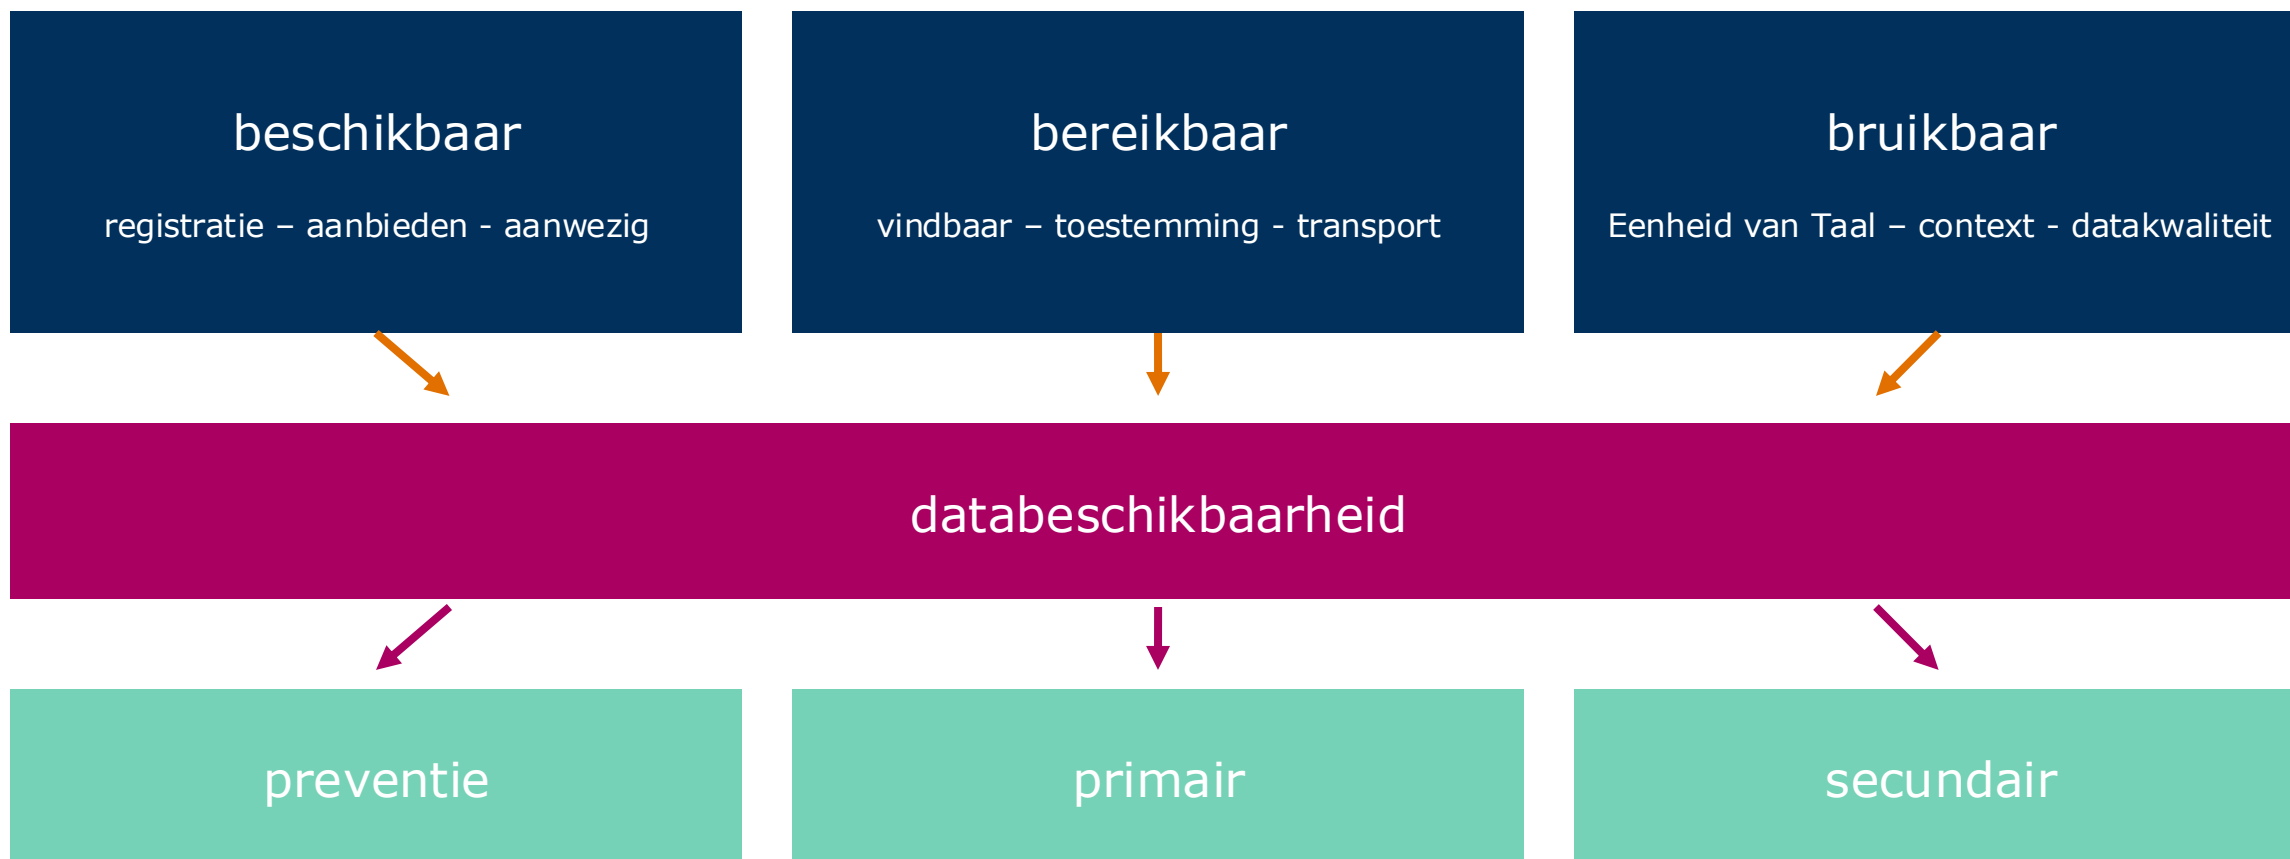 beschikbaar
registratie – aanbieden - aanwezig
bereikbaar
vindbaar – toestemming - transport
bruikbaar
Eenheid van Taal – context - datakwaliteit
databeschikbaarheid
preventie
primair
secundair